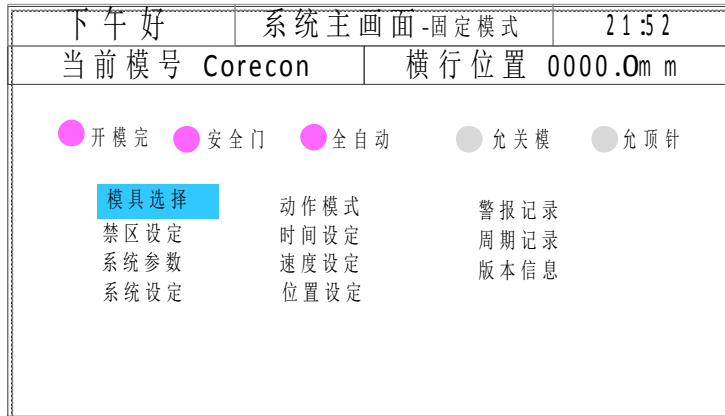 下午好 系统主画面-固定模式 21:52
当前模号 Corecon 横行位置 0000.0mm
开模完 安全门 全自动 允关模 允顶针
模具选择 动作模式 警报记录
禁区设定 时间设定 周期记录
系统参数 速度设定 版本信息
系统设定 位置设定